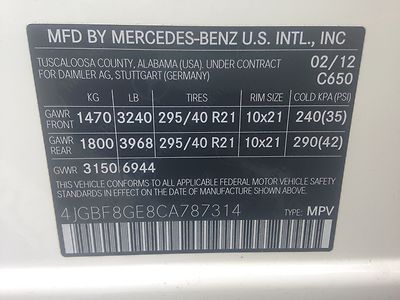 MFD BY MERCEDES-BENZ U.S. INTL., INC
TUSCALOOSA COUNTY, ALABAMA (USA). UNDER CONTRACT 02/12
FOR DAIMLER AG, STUTTGART (GERMANY) C650
KG LB TIRES RIM SIZE COLD KPA (PSI)
GAWR FRONT 1470 3240 295/40 R21 10x21 240(35)
GAWR REAR 1800 3968 295/40 R21 10x21 290(42)
GVWR 3150 6944
THIS VEHICLE CONFORMS TO ALL APPLICABLE FEDERAL MOTOR VEHICLE SAFETY AND THEFT PREVENTION STANDARDS IN EFFECT ON THE DATE OF MANUFACTURE SHOWN ABOVE.
4JGBF8GE8CA787314 TYPE: MPV